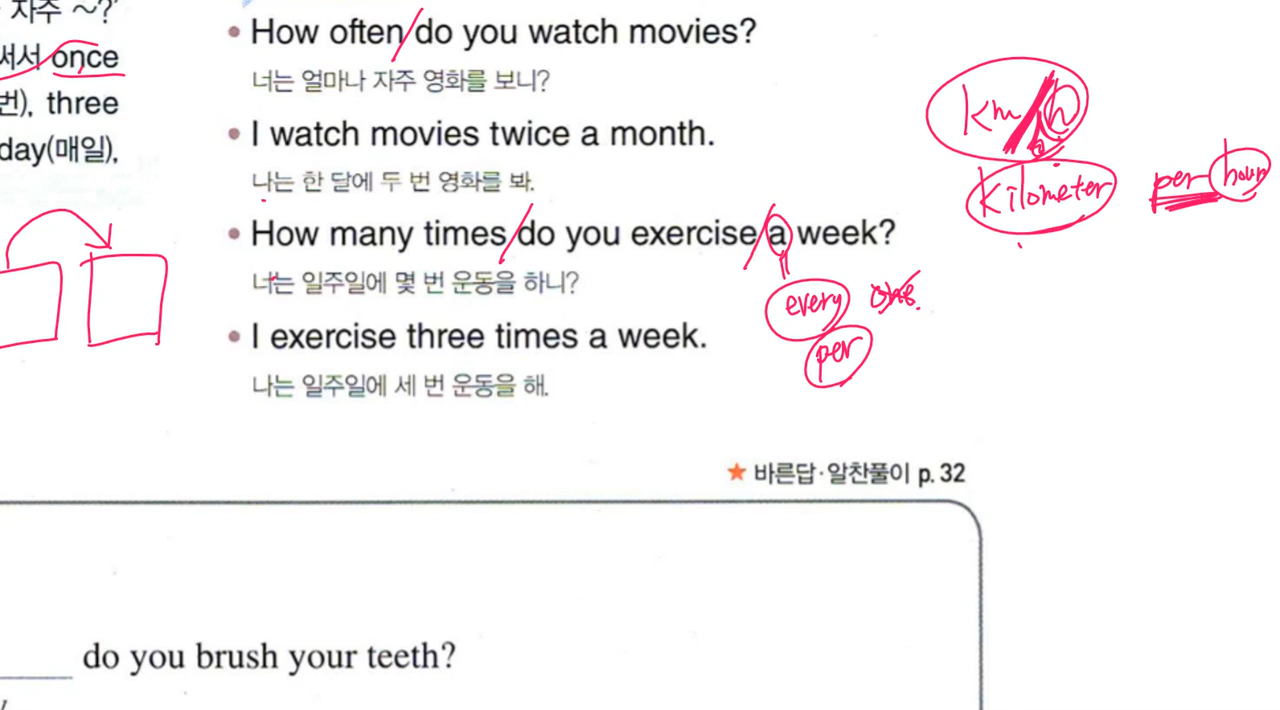 자주 ~?'
써서 once
번), three
day(매일),
• How often do you watch movies?
너는 얼마나 자주 영화를 보니?
• I watch movies twice a month.
나는 한 달에 두 번 영화를 봐.
• How many times do you exercise a week?
너는 일주일에 몇 번 운동을 하니?
• I exercise three times a week.
나는 일주일에 세 번 운동을 해.
km/h
kilometer per hour
every one
per
★ 바른답·알찬풀이 p. 32
do you brush your teeth?